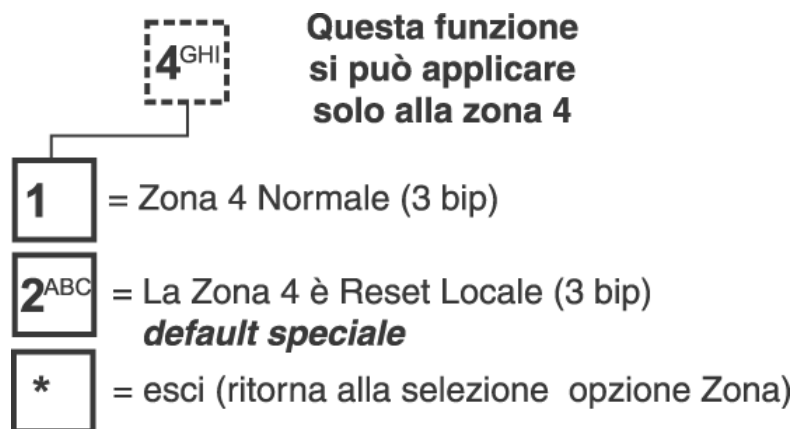 4GHI
Questa funzione
si può applicare
solo alla zona 4
1 = Zona 4 Normale (3 bip)
2ABC = La Zona 4 è Reset Locale (3 bip)
default speciale
* = esci (ritorna alla selezione opzione Zona)